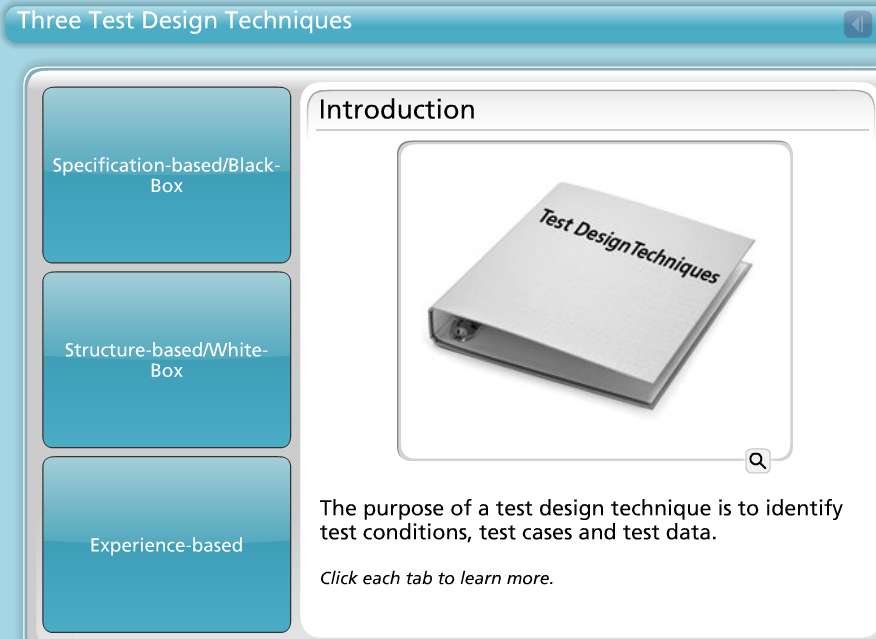 Three Test Design Techniques
Specification-based/Black-
Box
Structure-based/White-
Box
Experience-based
Introduction
Test Design Techniques
The purpose of a test design technique is to identify
test conditions, test cases and test data.
Click each tab to learn more.